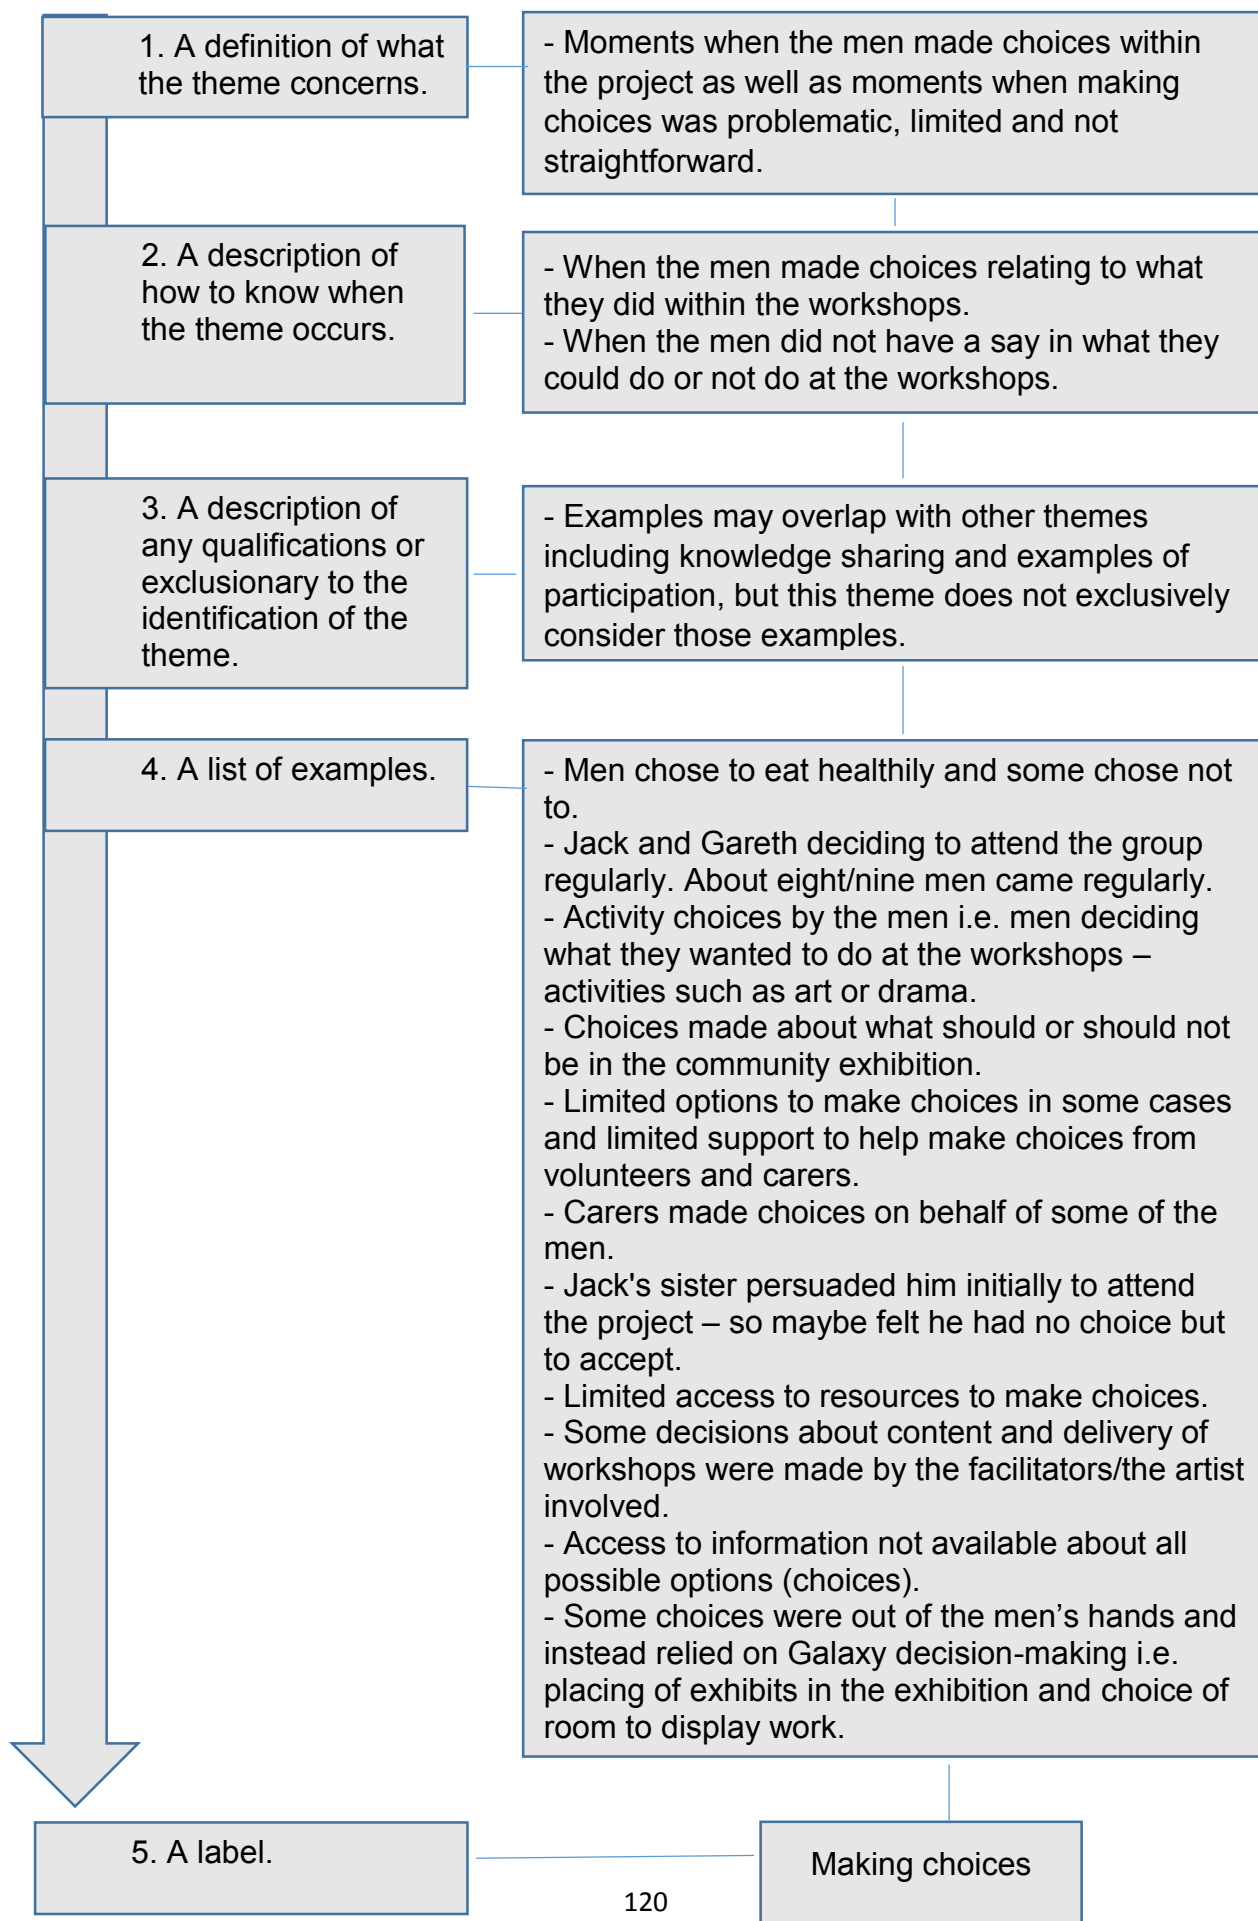 1. A definition of what
the theme concerns.
- Moments when the men made choices within
the project as well as moments when making
choices was problematic, limited and not
straightforward.
2. A description of
how to know when
the theme occurs.
- When the men made choices relating to what
they did within the workshops.
- When the men did not have a say in what they
could do or not do at the workshops.
3. A description of
any qualifications or
exclusionary to the
identification of the
theme.
- Examples may overlap with other themes
including knowledge sharing and examples of
participation, but this theme does not exclusively
consider those examples.
4. A list of examples.
- Men chose to eat healthily and some chose not
to.
- Jack and Gareth deciding to attend the group
regularly. About eight/nine men came regularly.
- Activity choices by the men i.e. men deciding
what they wanted to do at the workshops –
activities such as art or drama.
- Choices made about what should or should not
be in the community exhibition.
- Limited options to make choices in some cases
and limited support to help make choices from
volunteers and carers.
- Carers made choices on behalf of some of the
men.
- Jack's sister persuaded him initially to attend
the project – so maybe felt he had no choice but
to accept.
- Limited access to resources to make choices.
- Some decisions about content and delivery of
workshops were made by the facilitators/the artist
involved.
- Access to information not available about all
possible options (choices).
- Some choices were out of the men’s hands and
instead relied on Galaxy decision-making i.e.
placing of exhibits in the exhibition and choice of
room to display work.
5. A label.
Making choices
120